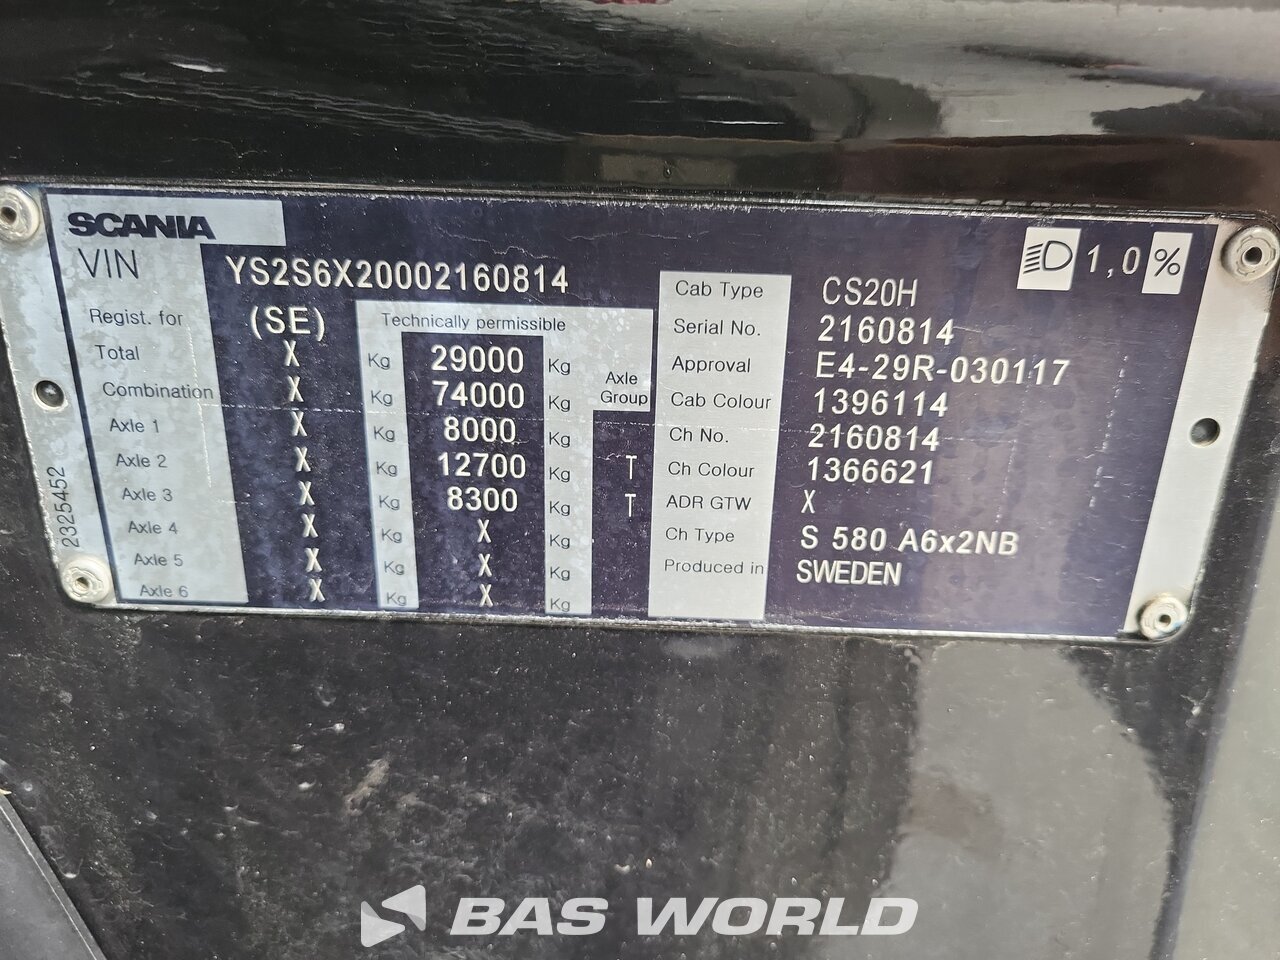 SCANIA
VIN YS2S6X20002160814
1,0 %
Regist. for (SE) Technically permissible
Total X Kg 29000 Kg
Combination X Kg 74000 Kg Axle Group
Axle 1 X Kg 8000 Kg
Axle 2 X Kg 12700 Kg T
Axle 3 X Kg 8300 Kg T
Axle 4 X Kg X Kg
Axle 5 X Kg X Kg
Axle 6 X Kg X Kg
2325452
Cab Type CS20H
Serial No. 2160814
Approval E4-29R-030117
Cab Colour 1396114
Ch No. 2160814
Ch Colour 1366621
ADR GTW X
Ch Type S 580 A6x2NB
Produced in SWEDEN
BAS WORLD